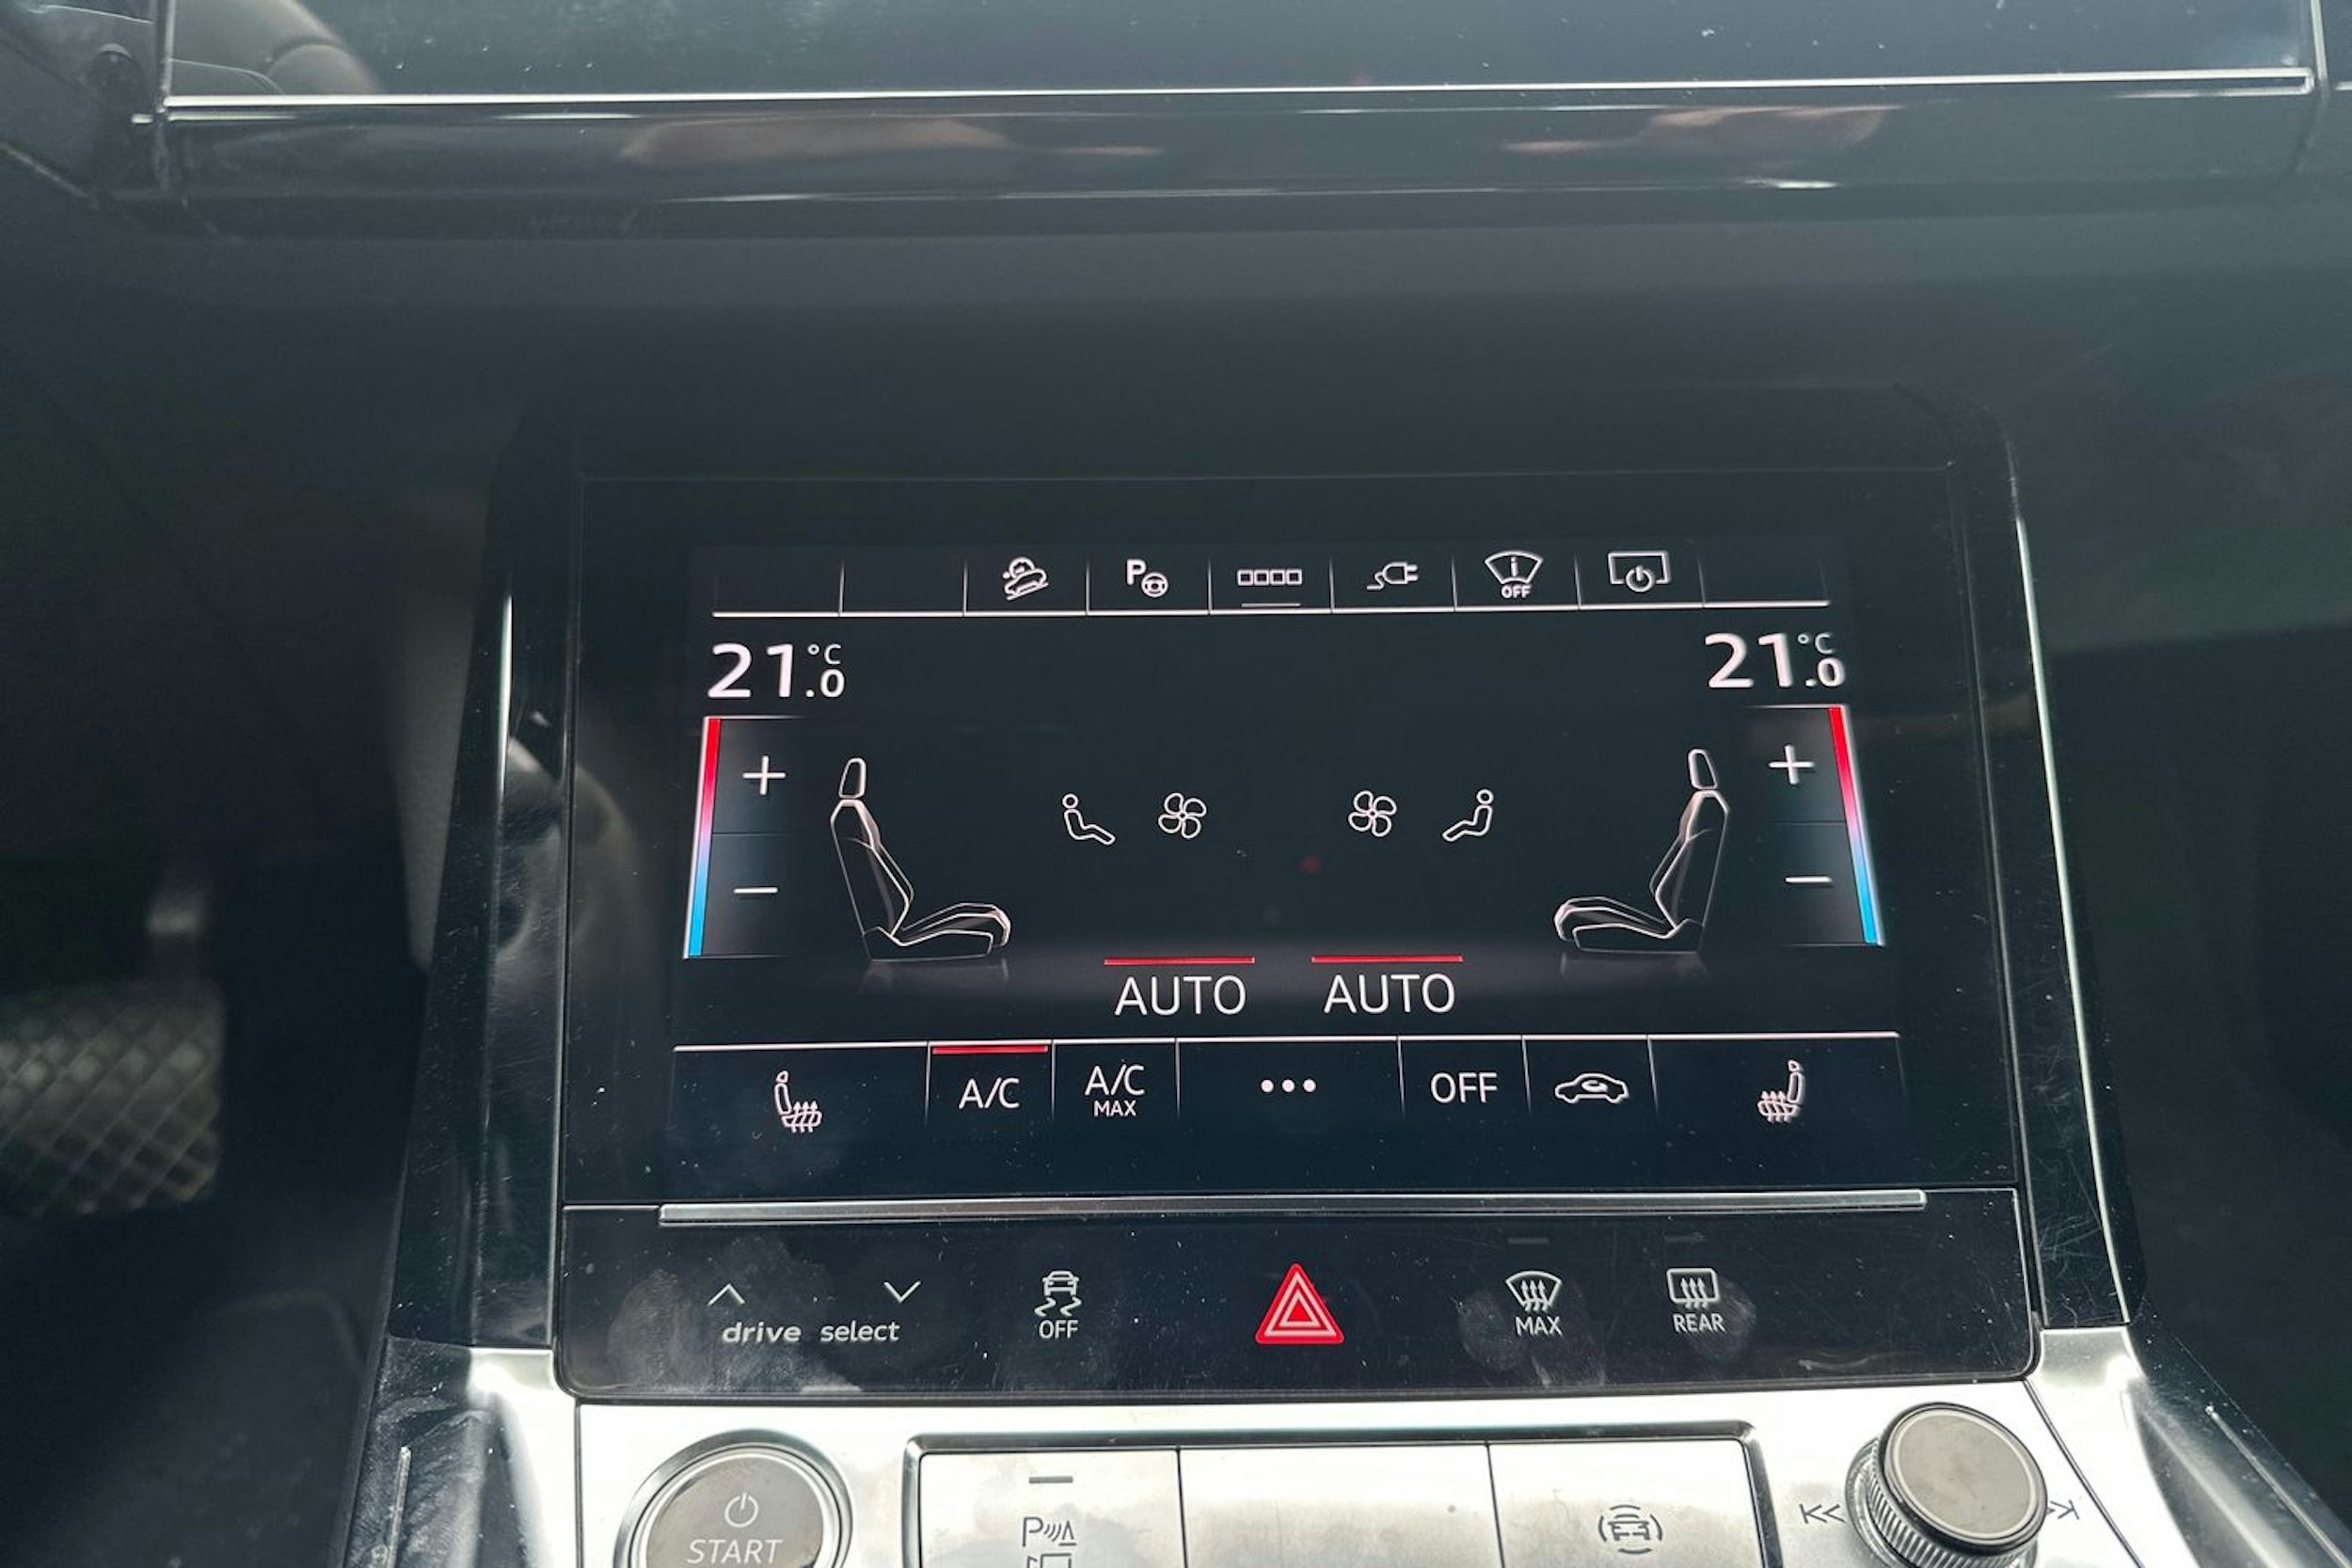 P
i
OFF
21.0 °C
21.0 °C
AUTO AUTO
A/C
A/C MAX
OFF
drive select
OFF
MAX
REAR
START
P